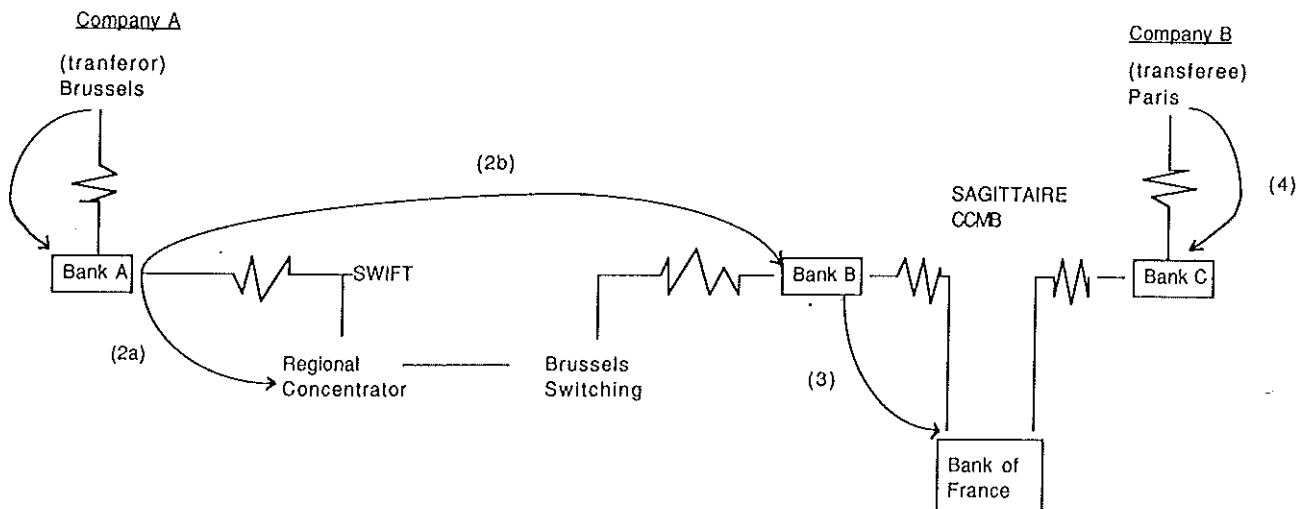 Company A
(tranferor)
Brussels
Company B
(transferee)
Paris
(2b)
(4)
SAGITTAIRE
CCMB
Bank A
SWIFT
Bank B
Bank C
(2a)
Regional
Concentrator
Brussels
Switching
(3)
Bank of
France